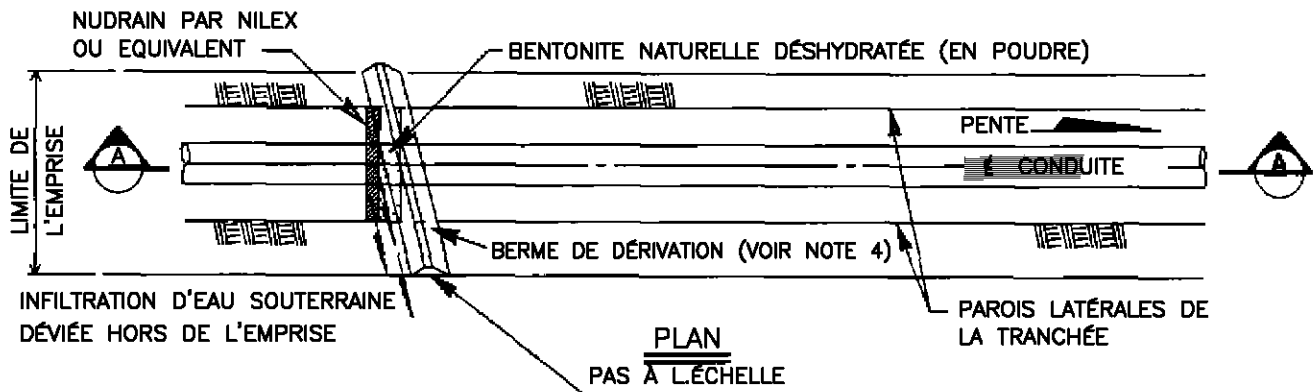 NUDRAIN PAR NILEX
OU EQUIVALENT
BENTONITE NATURELLE DÉSHYDRATÉE (EN POUDRE)
LIMITE DE
L'EMPRISE
A
PENTE
CONDUITE
A
BERME DE DÉRIVATION (VOIR NOTE 4)
INFILTRATION D'EAU SOUTERRAINE
DÉVIÉE HORS DE L'EMPRISE
PAROIS LATÉRALES DE
LA TRANCHÉE
PLAN
PAS À L'ÉCHELLE